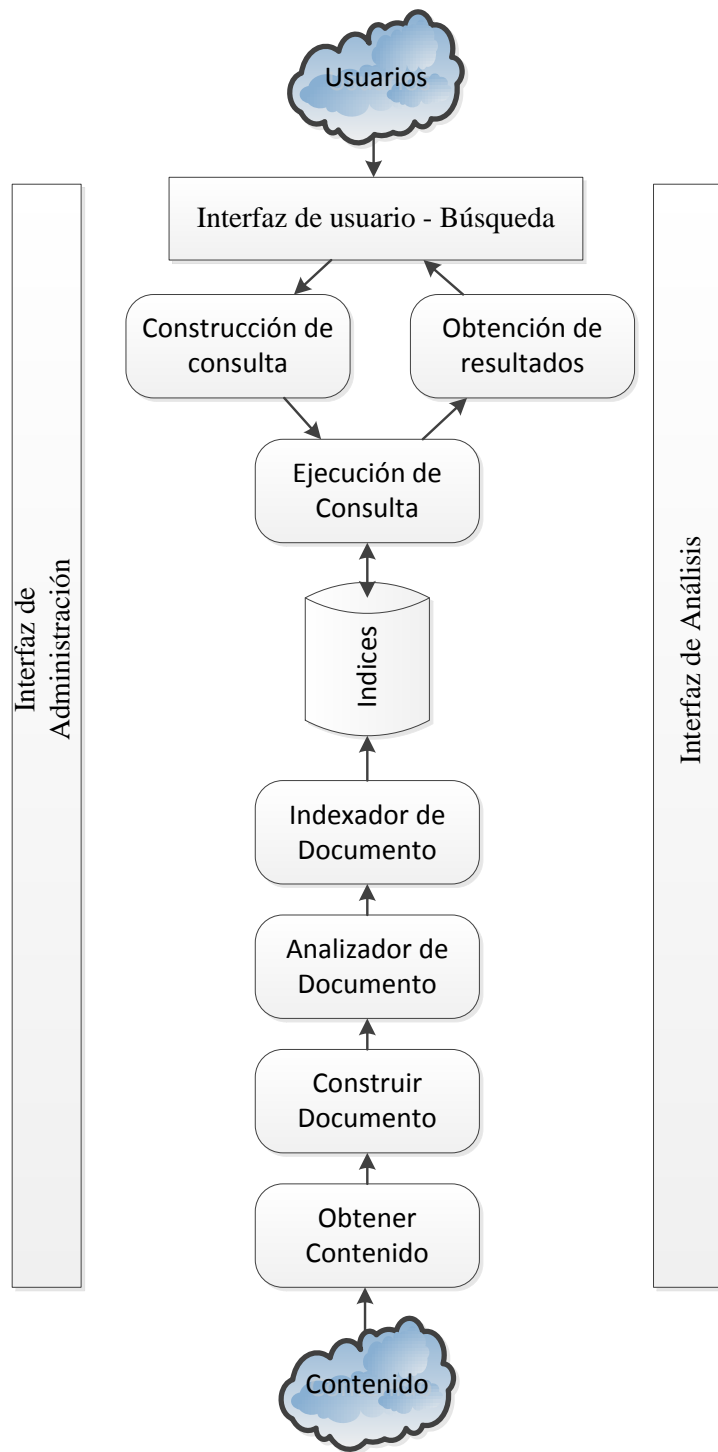 Usuarios
Interfaz de usuario - Búsqueda
Construcción de
consulta
Obtención de
resultados
Ejecución de
Consulta
Indices
Indexador de
Documento
Analizador de
Documento
Construir
Documento
Obtener
Contenido
Contenido
Interfaz de
Administración
Interfaz de Análisis